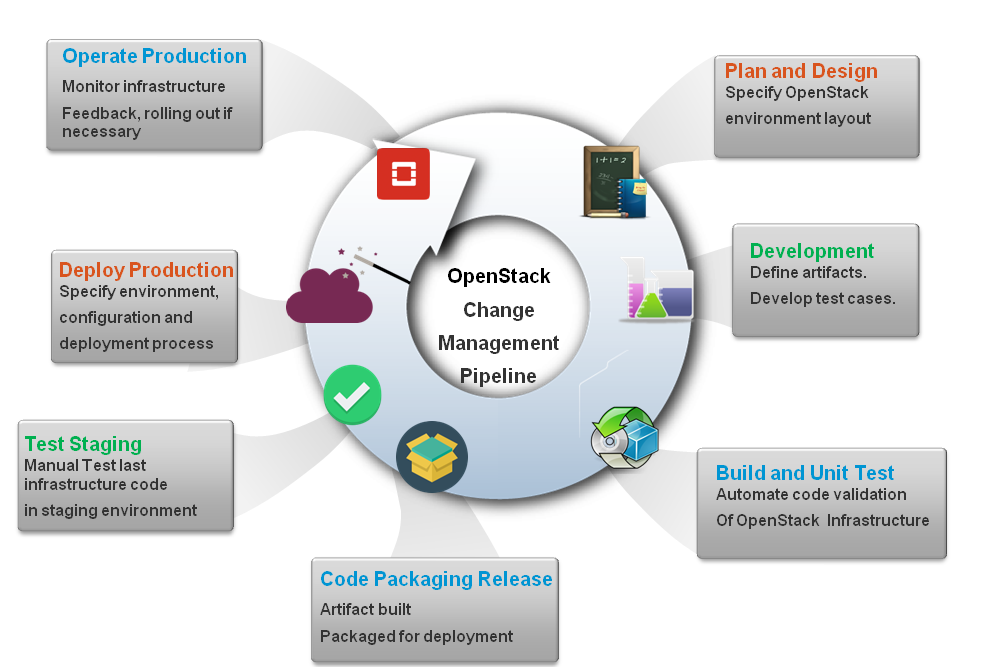 Operate Production
Monitor infrastructure
Feedback, rolling out if
necessary
Plan and Design
Specify OpenStack
environment layout
1+1=2
Development
Define artifacts.
Develop test cases.
Deploy Production
Specify environment,
configuration and
deployment process
OpenStack
Change
Management
Pipeline
Test Staging
Manual Test last
infrastructure code
in staging environment
Build and Unit Test
Automate code validation
Of OpenStack Infrastructure
Code Packaging Release
Artifact built
Packaged for deployment